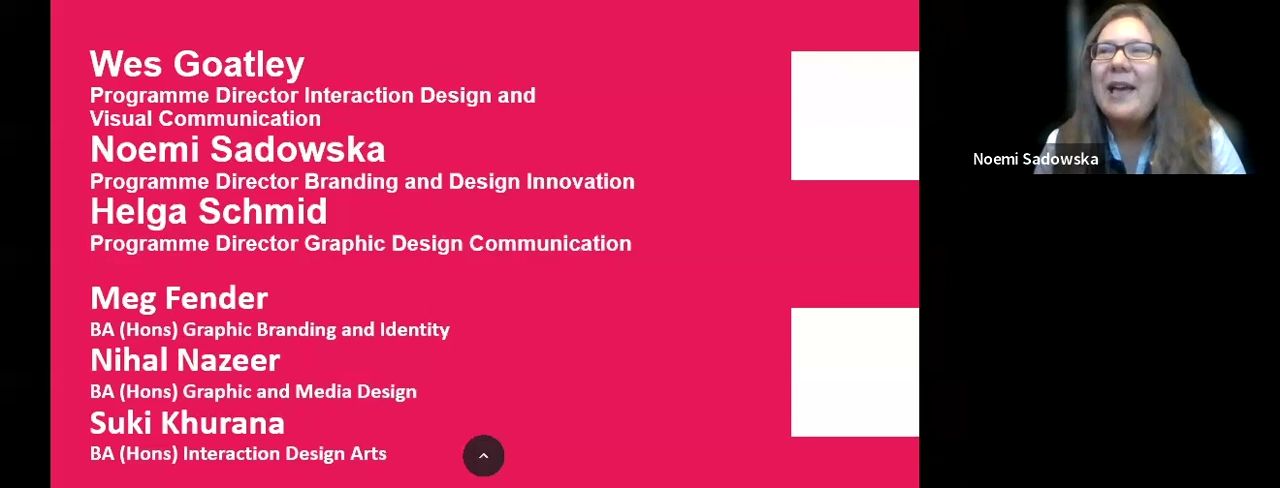 Wes Goatley
Programme Director Interaction Design and
Visual Communication
Noemi Sadowska
Programme Director Branding and Design Innovation
Helga Schmid
Programme Director Graphic Design Communication
Meg Fender
BA (Hons) Graphic Branding and Identity
Nihal Nazeer
BA (Hons) Graphic and Media Design
Suki Khurana
BA (Hons) Interaction Design Arts
Noemi Sadowska